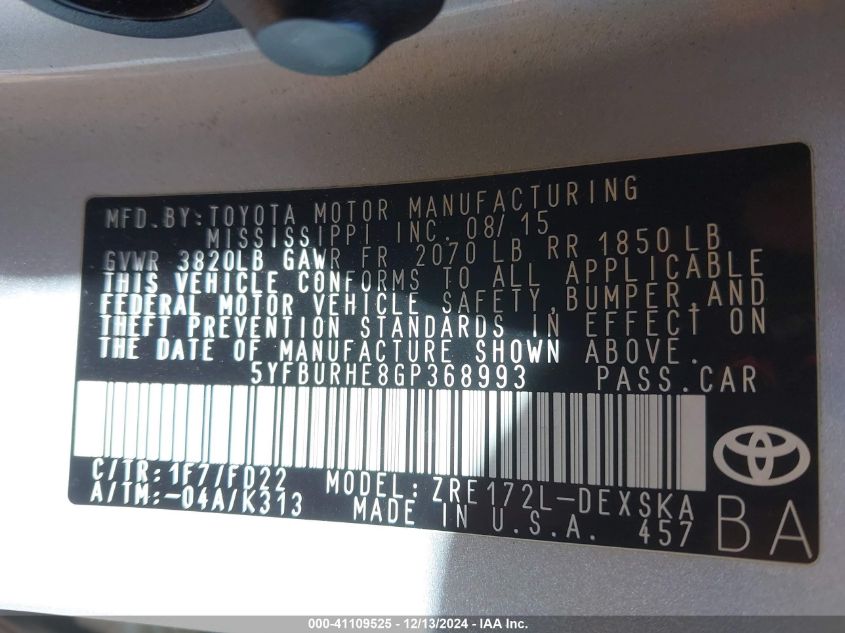 MFD.BY:TOYOTA MOTOR MANUFACTURING
MISSISSIPPI INC. 08/15
GVWR 3820LB GAWR FR 2070 LB RR 1850 LB
THIS VEHICLE CONFORMS TO ALL APPLICABLE
FEDERAL MOTOR VEHICLE SAFETY,BUMPER,AND
THEFT PREVENTION STANDARDS IN EFFECT ON
THE DATE OF MANUFACTURE SHOWN ABOVE.
5YFBURHE8GP368993 PASS.CAR
C/TR:1F7/FD22 MODEL:ZRE172L-DEXSKA
A/TM:-04A/K313 MADE IN U.S.A. 457
BA
000-41109525 - 12/13/2024 - IAA Inc.